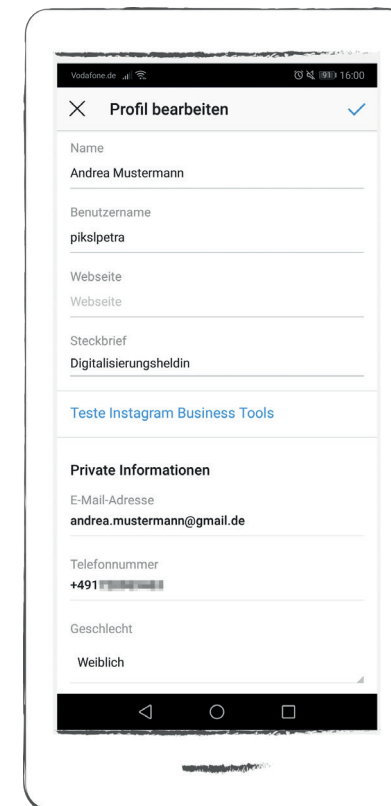 Vodafone.de 91 16:00
Profil bearbeiten
Name
Andrea Mustermann
Benutzername
pikslpetra
Webseite
Webseite
Steckbrief
Digitalisierungsheldin
Teste Instagram Business Tools
Private Informationen
E-Mail-Adresse
andrea.mustermann@gmail.de
Telefonnummer
+491
Geschlecht
Weiblich